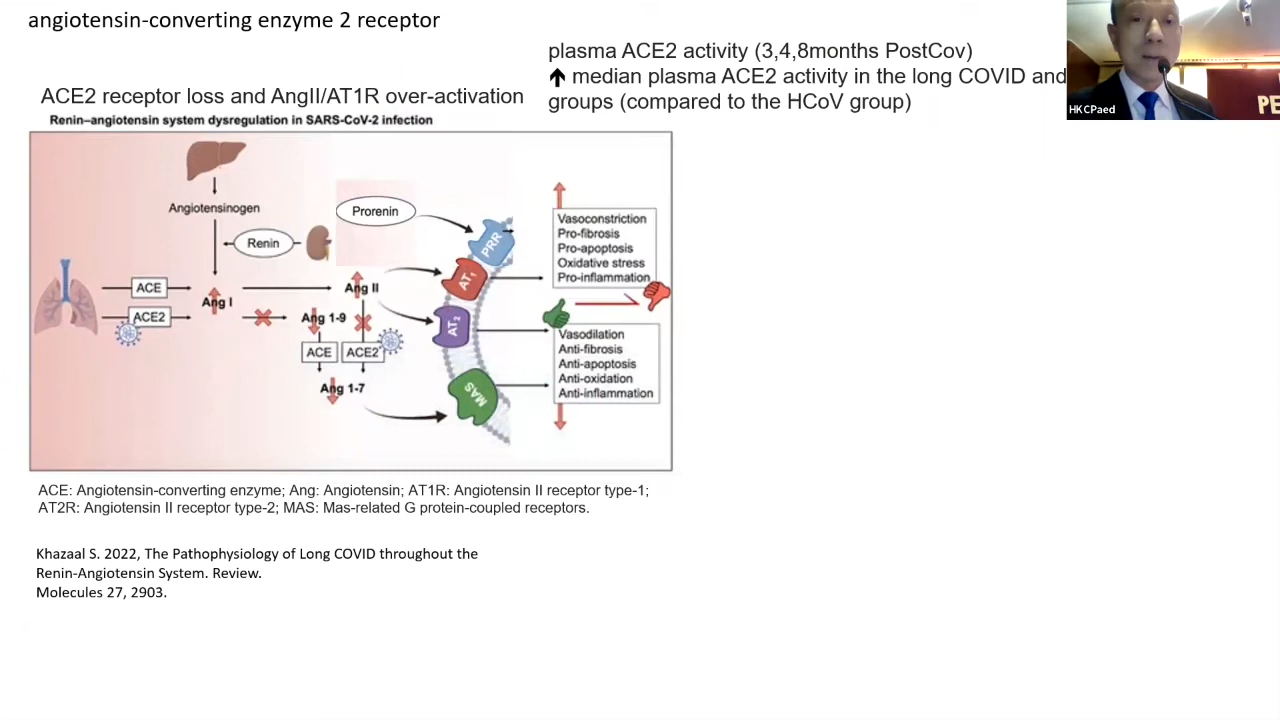 angiotensin-converting enzyme 2 receptor
plasma ACE2 activity (3,4,8months PostCov)
↑ median plasma ACE2 activity in the long COVID and
groups (compared to the HCoV group)
HKCPaed
PE
ACE2 receptor loss and AngII/AT1R over-activation
Renin–angiotensin system dysregulation in SARS-CoV-2 infection
Angiotensinogen
Renin
Prorenin
ACE
ACE2
Ang I
Ang II
Ang 1-9
ACE
ACE2
Ang 1-7
PRR
AT1
AT2
MAS
Vasoconstriction
Pro-fibrosis
Pro-apoptosis
Oxidative stress
Pro-inflammation
Vasodilation
Anti-fibrosis
Anti-apoptosis
Anti-oxidation
Anti-inflammation
ACE: Angiotensin-converting enzyme; Ang: Angiotensin; AT1R: Angiotensin II receptor type-1;
AT2R: Angiotensin II receptor type-2; MAS: Mas-related G protein-coupled receptors.
Khazaal S. 2022, The Pathophysiology of Long COVID throughout the
Renin-Angiotensin System. Review.
Molecules 27, 2903.